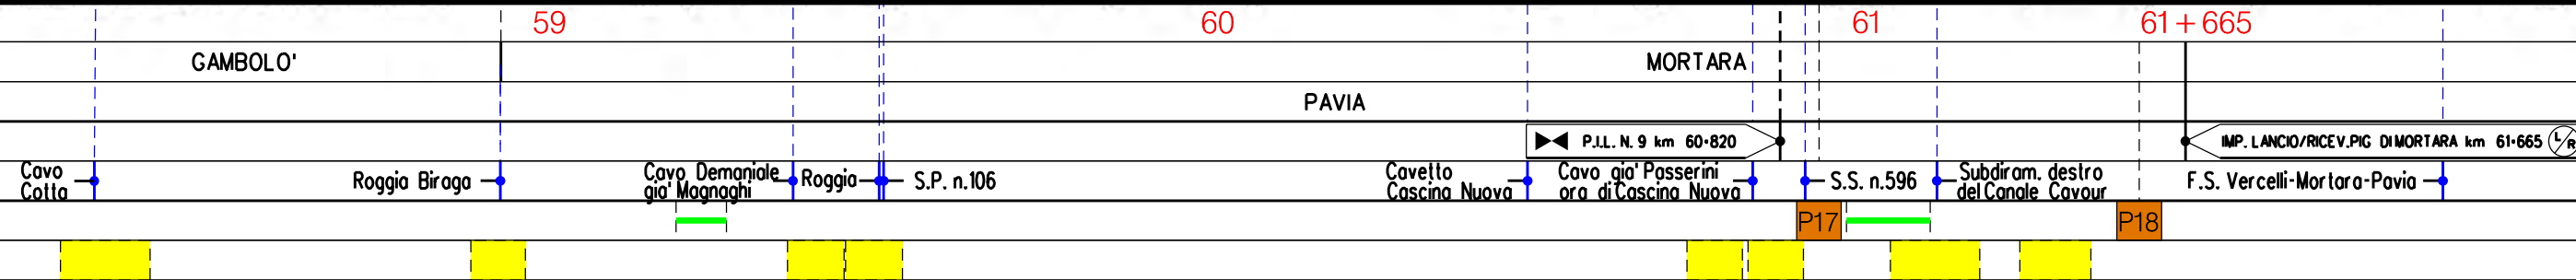 59 60 61 61+665
GAMBOLO' MORTARA
PAVIA
P.I.L. N. 9 km 60+820 IMP. LANCIO/RICEV.PIG DI MORTARA km 61+665 L/R
Cavo
Cotta
Roggia Biraga
Cavo Demaniale
gia' Magnaghi
Roggia
S.P. n.106
Cavetto
Cascina Nuova
Cavo gia' Passerini
ora di Cascina Nuova
S.S. n.596
Subdiram. destro
del Canale Cavour
F.S. Vercelli-Mortara-Pavia
P17 P18